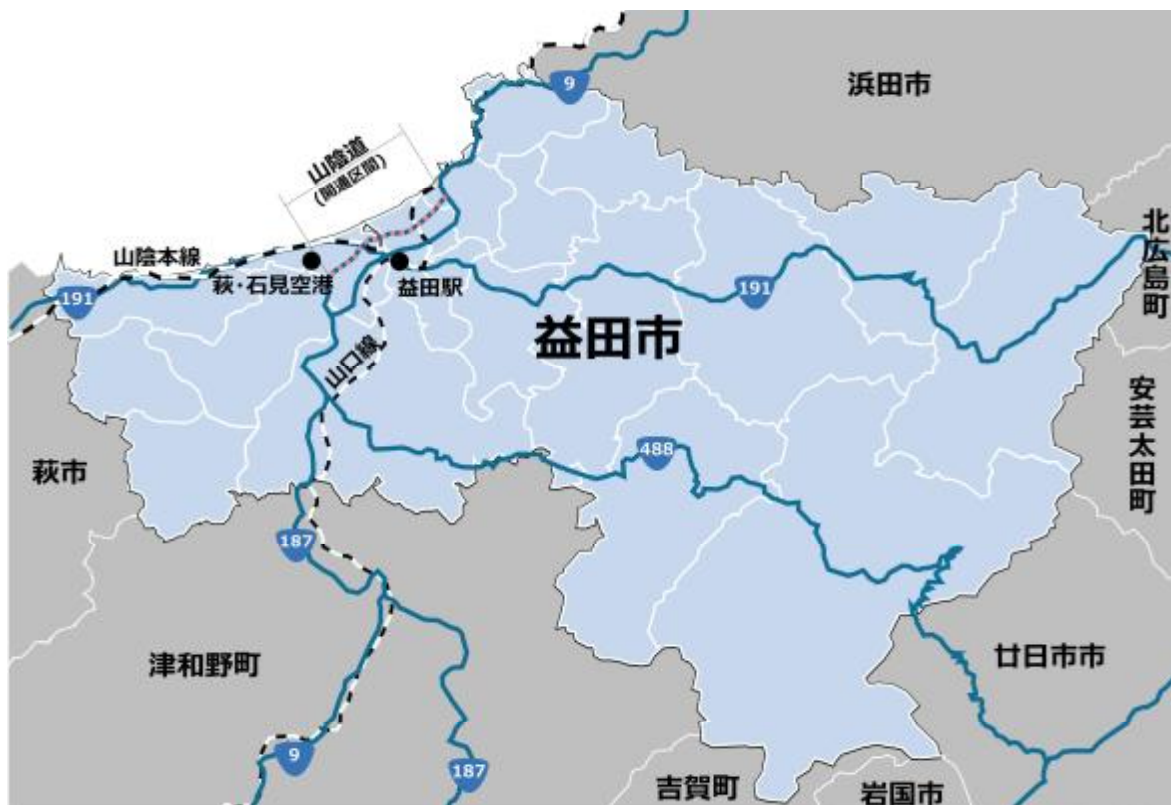 9
浜田市
山陰道
(開通区間)
北広島町
山陰本線
萩・石見空港
益田駅
191
191
益田市
山口線
安芸太田町
488
萩市
187
津和野町
廿日市市
9
187
吉賀町
岩国市